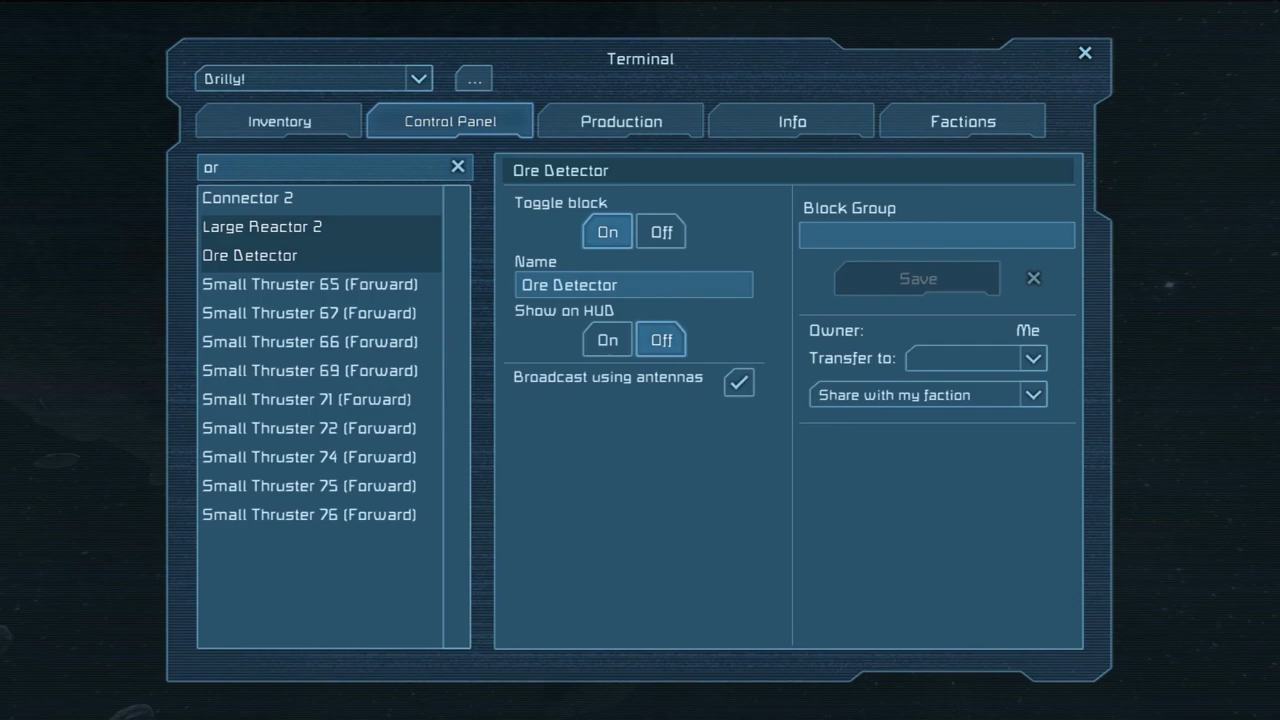 Terminal
Drilly!
...
Inventory
Control Panel
Production
Info
Factions
or
Connector 2
Large Reactor 2
Ore Detector
Small Thruster 65 (Forward)
Small Thruster 67 (Forward)
Small Thruster 66 (Forward)
Small Thruster 69 (Forward)
Small Thruster 71 (Forward)
Small Thruster 72 (Forward)
Small Thruster 74 (Forward)
Small Thruster 75 (Forward)
Small Thruster 76 (Forward)
Ore Detector
Toggle block
On Off
Name
Ore Detector
Show on HUD
On Off
Broadcast using antennas
Block Group
Save
Owner: Me
Transfer to:
Share with my faction